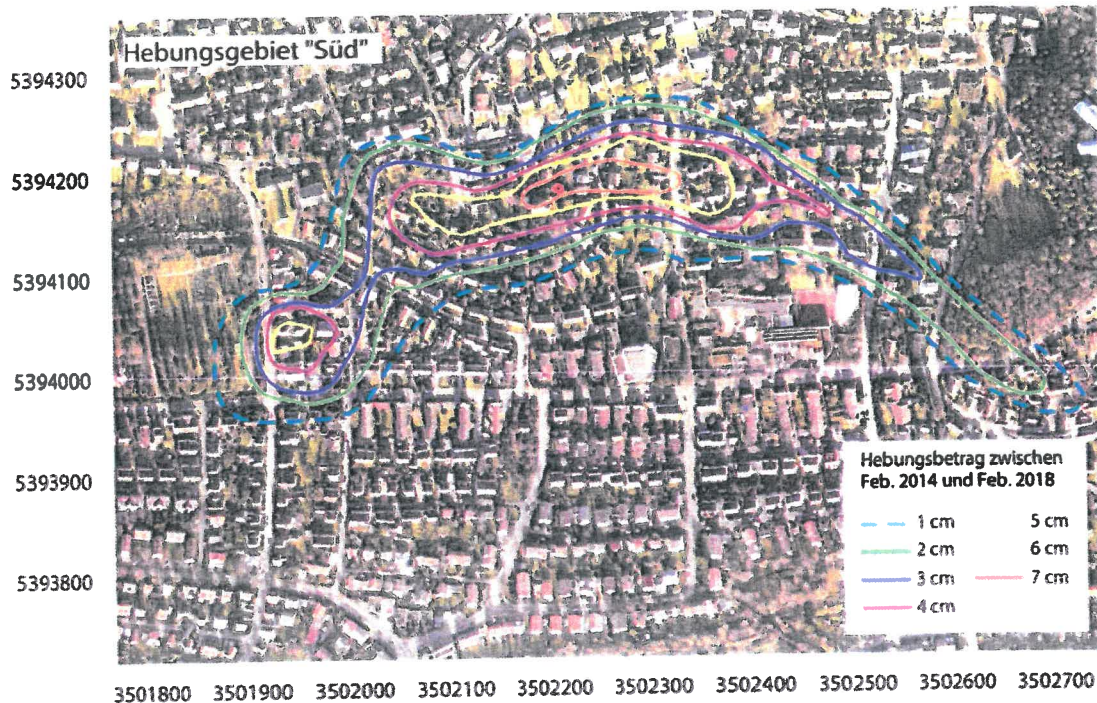 Hebungsgebiet "Süd"
5394300
5394200
5394100
5394000
5393900
5393800
Hebungsbetrag zwischen
Feb. 2014 und Feb. 2018
1 cm 5 cm
2 cm 6 cm
3 cm 7 cm
4 cm
3501800 3501900 3502000 3502100 3502200 3502300 3502400 3502500 3502600 3502700